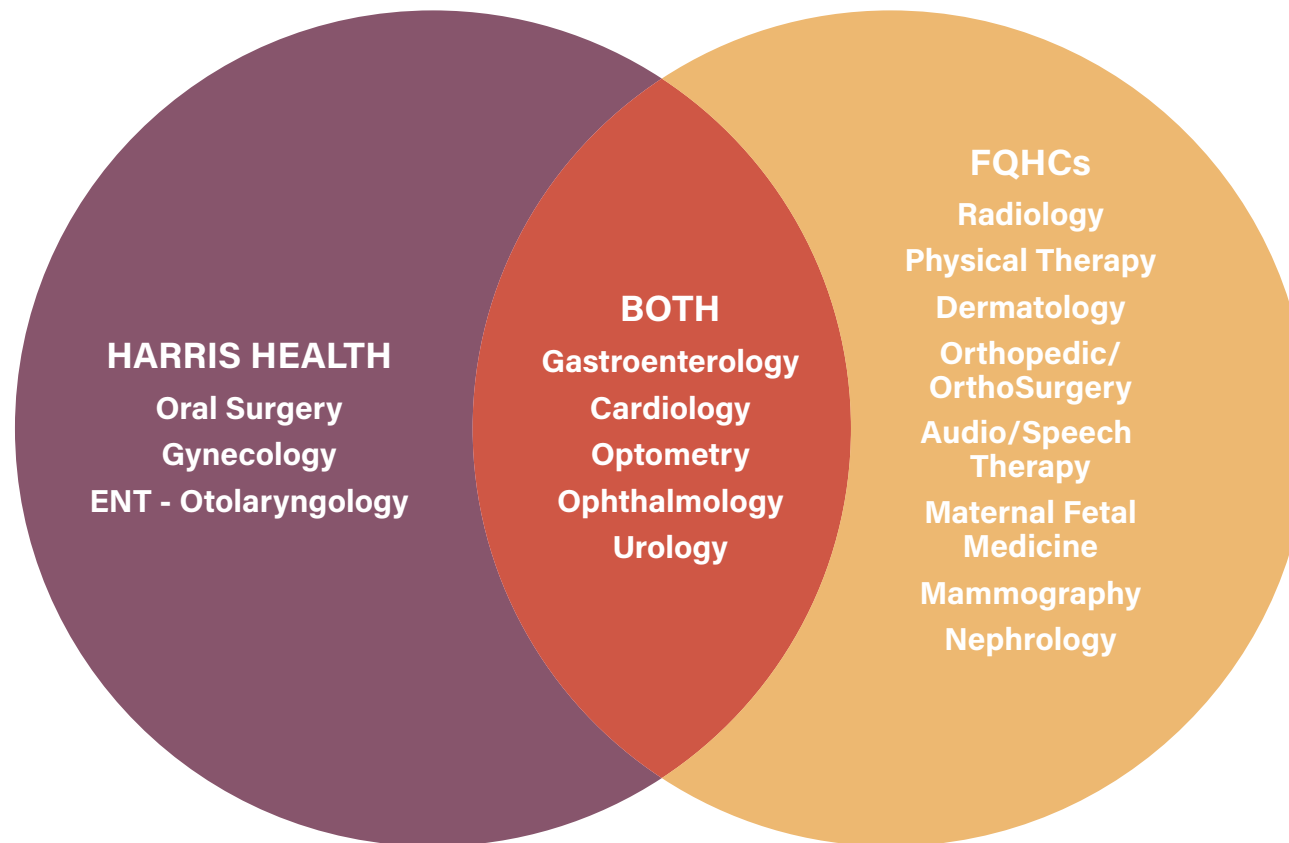 HARRIS HEALTH
Oral Surgery
Gynecology
ENT - Otolaryngology
BOTH
Gastroenterology
Cardiology
Optometry
Ophthalmology
Urology
FQHCs
Radiology
Physical Therapy
Dermatology
Orthopedic/
OrthoSurgery
Audio/Speech
Therapy
Maternal Fetal
Medicine
Mammography
Nephrology